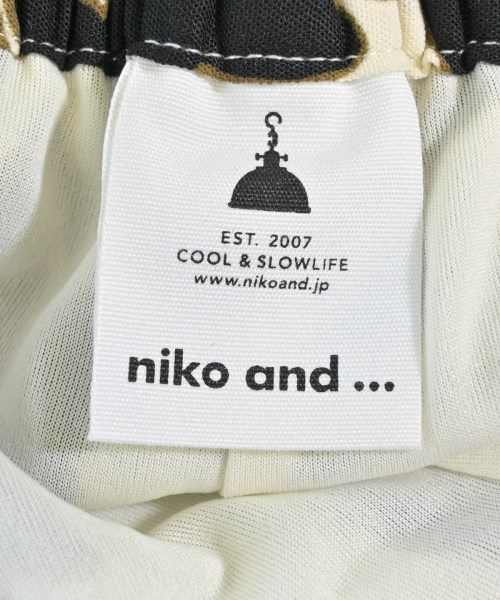 EST. 2007
COOL & SLOWLIFE
www.nikoand.jp
niko and ...